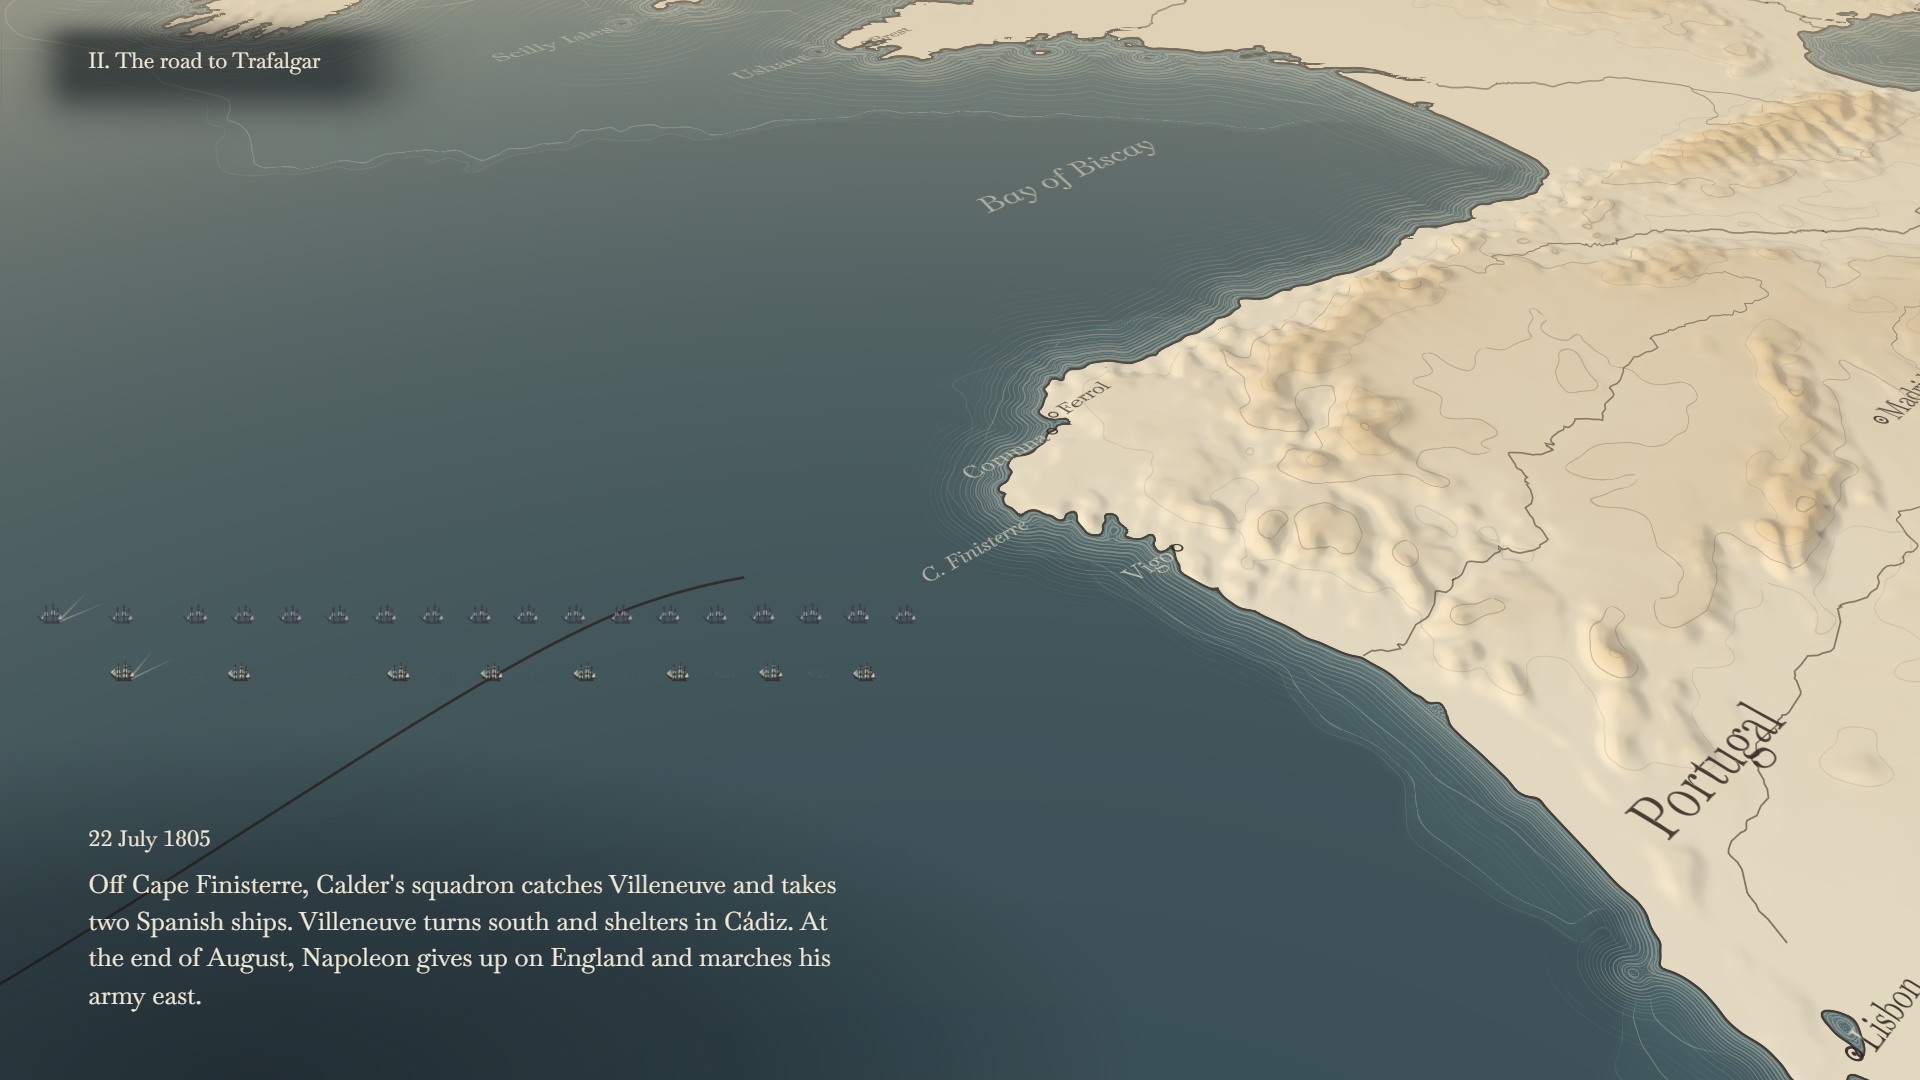 II. The road to Trafalgar
Scilly Isles
Ushant
Brest
Bay of Biscay
Ferrol
Corunna
Madrid
C. Finisterre
Vigo
Portugal
Lisbon
22 July 1805
Off Cape Finisterre, Calder's squadron catches Villeneuve and takes
two Spanish ships. Villeneuve turns south and shelters in Cádiz. At
the end of August, Napoleon gives up on England and marches his
army east.